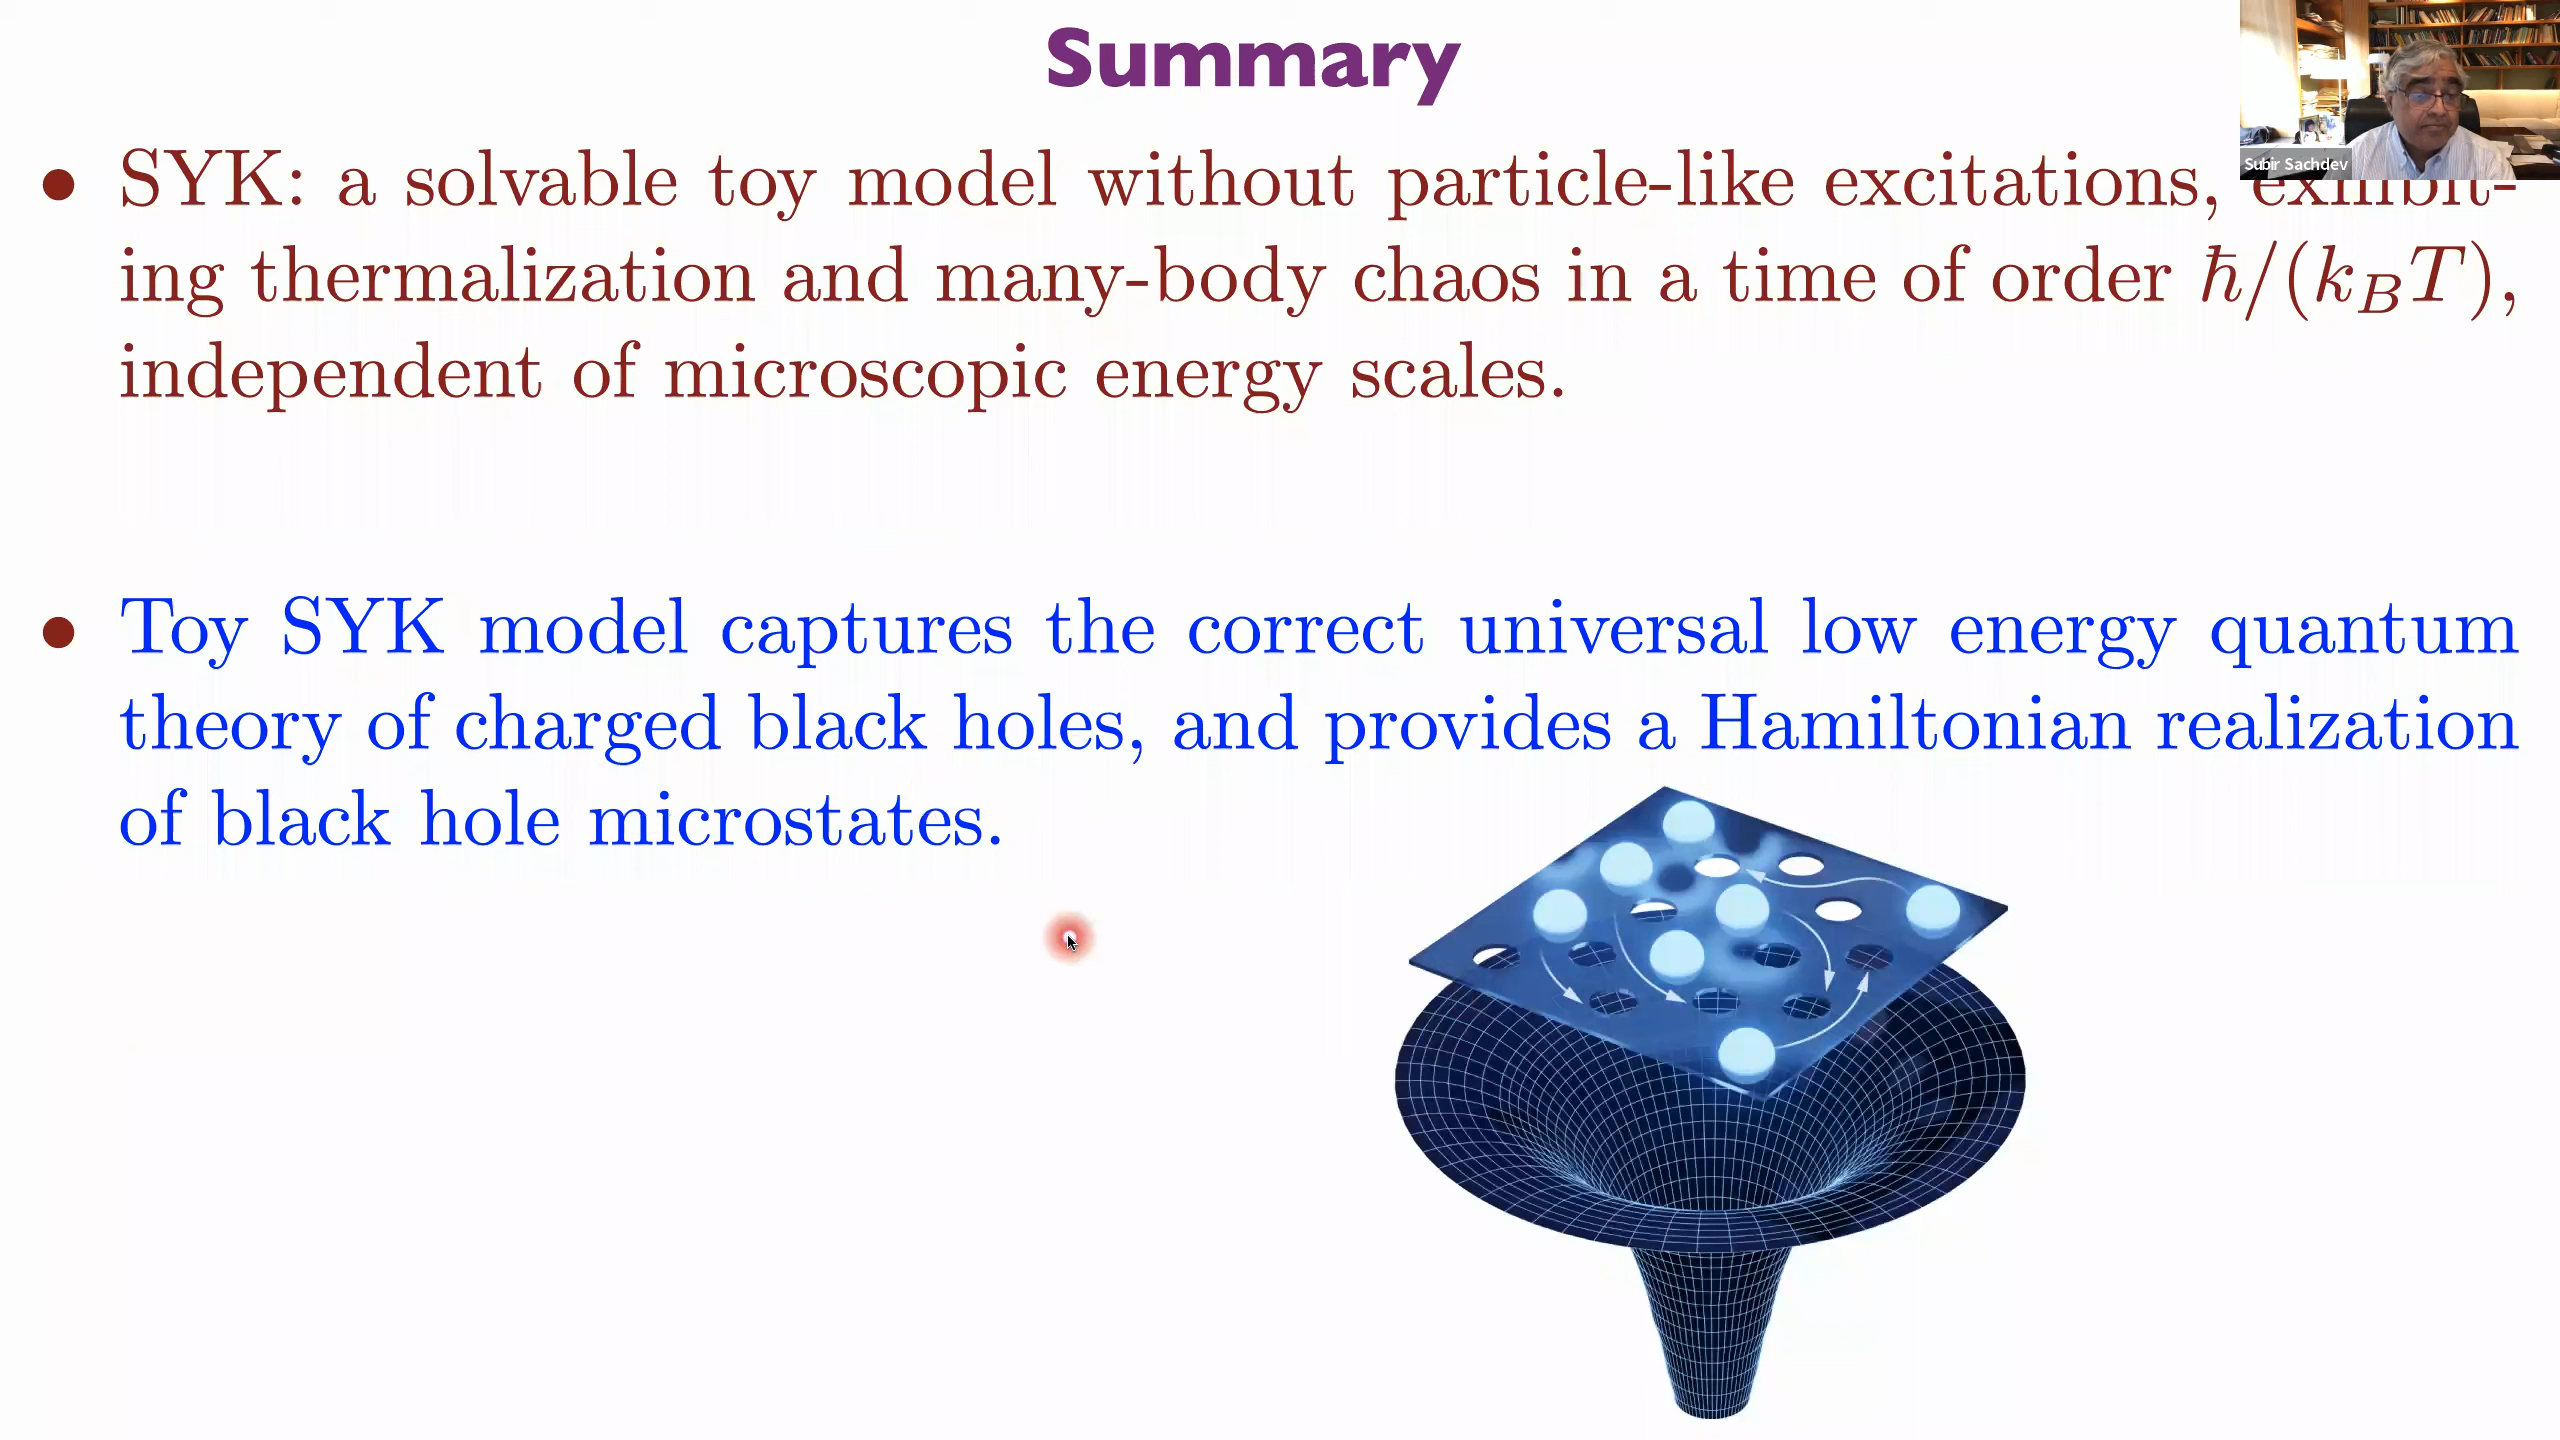 Summary
Subir Sachdev
• SYK: a solvable toy model without particle-like excitations, exhibit-
ing thermalization and many-body chaos in a time of order ℏ/(k_BT),
independent of microscopic energy scales.
• Toy SYK model captures the correct universal low energy quantum
theory of charged black holes, and provides a Hamiltonian realization
of black hole microstates.